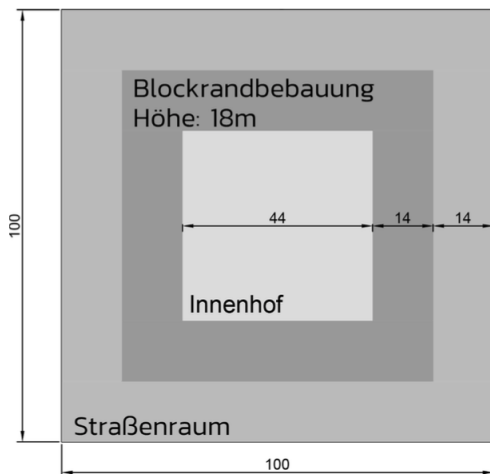 Blockrandbebauung
Höhe: 18m
100
44
14
14
Innenhof
Straßenraum
100